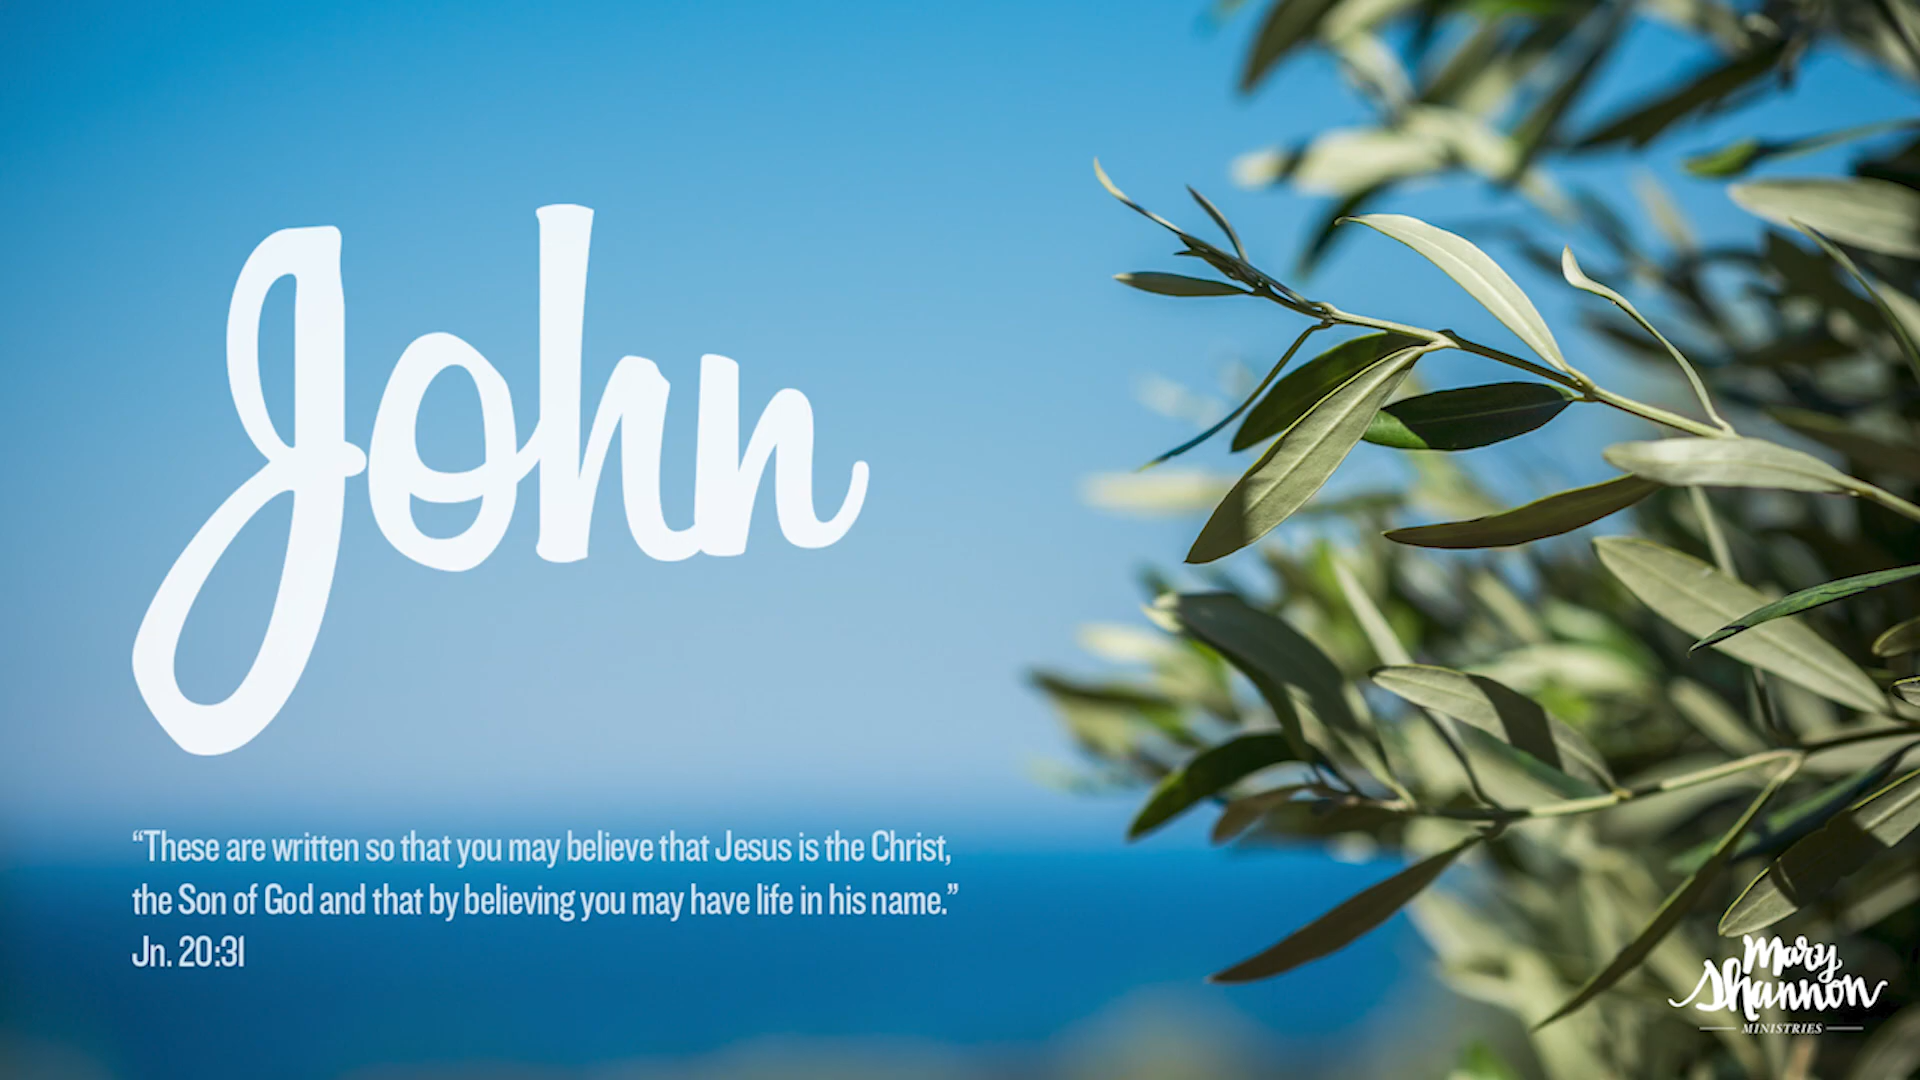 John
“These are written so that you may believe that Jesus is the Christ,
the Son of God and that by believing you may have life in his name.”
Jn. 20:31
Mary
Shannon
MINISTRIES